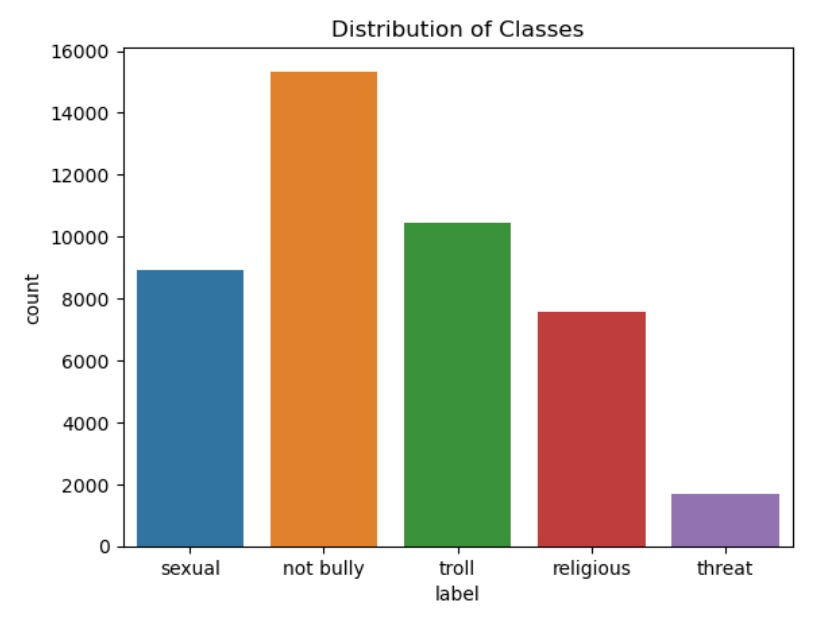 Distribution of Classes
16000
14000
12000
10000
8000
6000
4000
2000
0
count
sexual not bully troll religious threat
label